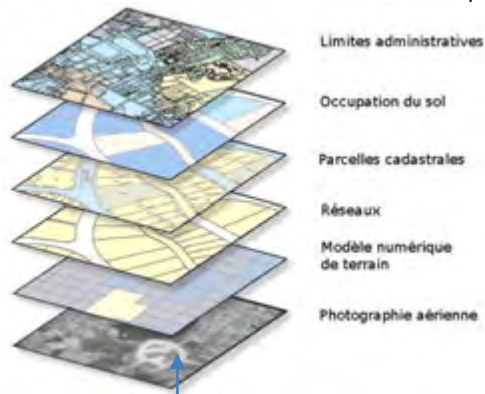 Limites administratives
Occupation du sol
Parcelles cadastrales
Réseaux
Modèle numérique
de terrain
Photographie aérienne